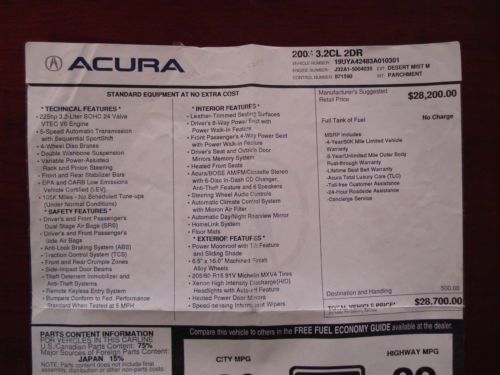 ACURA
3.2CL 2DR
VEHICLE NUMBER 19UYA42483A010301
ENGINE NUMBER J32A1-5004035 EXT. DESERT MIST M
CONTROL NUMBER 871590 INT. PARCHMENT
STANDARD EQUIPMENT AT NO EXTRA COST
* TECHNICAL FEATURES *
225hp 3.2-Liter SOHC 24 Valve
VTEC V6 Engine
5-Speed Automatic Transmission
with Sequential SportShift
4-Wheel Disc Brakes
Double Wishbone Suspension
Variable Power-Assisted
Rack and Pinion Steering
Front and Rear Stabilizer Bars
EPA and CARB Low Emissions
Vehicle Certified (LEV)
105K Miles - No Scheduled Tune-ups
(Under Normal Conditions)
* SAFETY FEATURES *
Driver's and Front Passenger's
Dual Stage Air Bags (SRS)
Driver's and Front Passenger's
Side Air Bags
Anti-Lock Braking System (ABS)
Traction Control System (TCS)
Front and Rear Crumple Zones
Side-Impact Door Beams
Theft Deterrent Immobilizer and
Anti-Theft Systems
Remote Keyless Entry System
Bumpers Conform to Fed. Performance
Standard When Tested at 5 MPH
* INTERIOR FEATURES *
Leather-Trimmed Seating Surfaces
Driver's 8-Way Power Seat with
Power Walk-in Feature
Front Passenger's 4-Way Power Seat
with Power Walk-in Feature
Driver's Seat and Outer Door
Mirrors Memory System
Heated Front Seats
Acura/BOSE AM/FM/Cassette Stereo
with 6-Disc In-Dash CD Changer,
Anti-Theft Feature and 6 Speakers
Steering Wheel Audio Controls
Automatic Climate Control System
with Micron Air Filter
Automatic Day/Night Rearview Mirror
HomeLink System
Floor Mats
* EXTERIOR FEATURES *
Power Moonroof with Tilt Feature
and Sliding Shade
6.5" x 16.0" Machined Finish
Alloy Wheels
205/60 R16 91V Michelin MXV4 Tires
Xenon High Intensity Discharge(HID)
Headlights with Auto-off Feature
Heated Power Door Mirrors
Speed-sensing Intermittent Wipers
Manufacturer's Suggested
Retail Price $28,200.00
Full Tank of Fuel No Charge
MSRP includes:
4-Year/50K Mile Limited Vehicle
Warranty
5-Year/Unlimited Mile Outer Body
Rust-through Warranty
Lifetime Seat Belt Warranty
Acura Total Luxury Care (TLC)
Toll-free Customer Assistance
24-Hour Roadside Assistance
Concierge Service
Destination and Handling 500.00
TOTAL VEHICLE PRICE*
$28,700.00
PARTS CONTENT INFORMATION
FOR VEHICLES IN THIS CARLINE
U.S./Canadian Parts Content: 75%
Major Sources of Foreign Parts Content
JAPAN 15%
NOTE: Parts content does not include final
assembly, distribution or other non-parts costs.
Compare this vehicle to others in the FREE FUEL ECONOMY GUIDE available at the dealer.
CITY MPG
HIGHWAY MPG